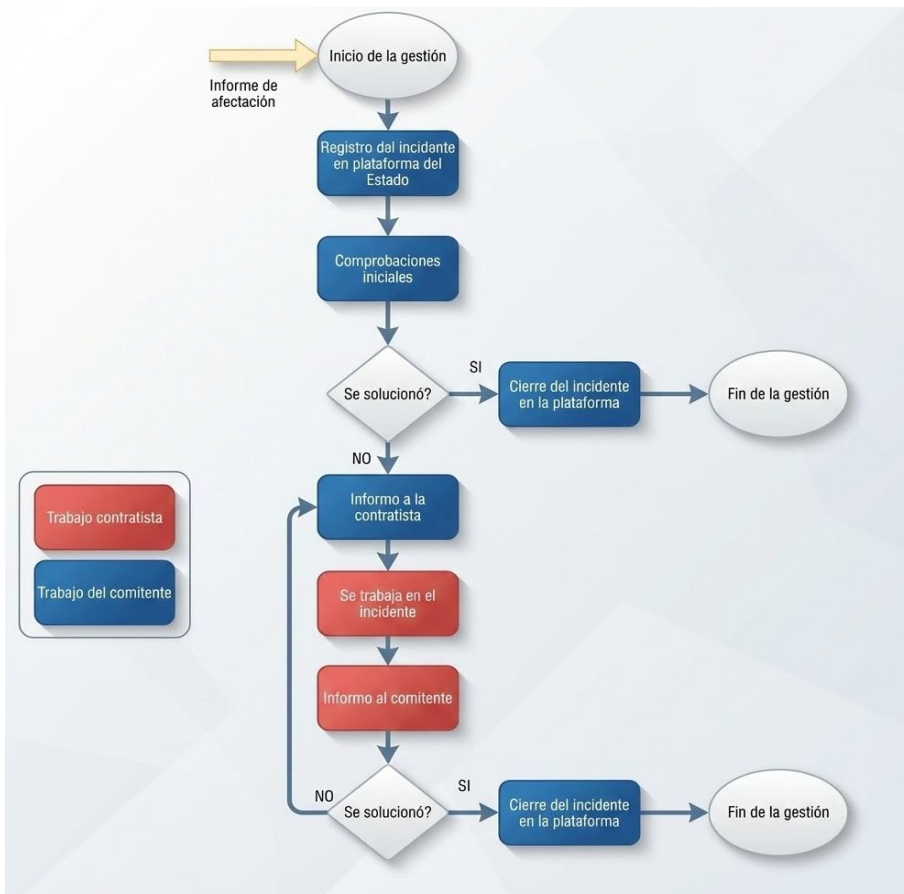 Inicio de la gestión
Informe de
afectación
Registro dal incidente
en plataforma del
Estado
Comprobaciones
iniciales
Se solucionó?
SI
Cierre del incidente
en la plataforma
Fin de la gestión
NO
Informo a la
contratista
Trabajo contratista
Trabajo del comitente
Se trabaja en el
incidente
Informo al comitente
Se solucionó?
NO
SI
Cierre del incidente
en la plataforma
Fin de la gestión